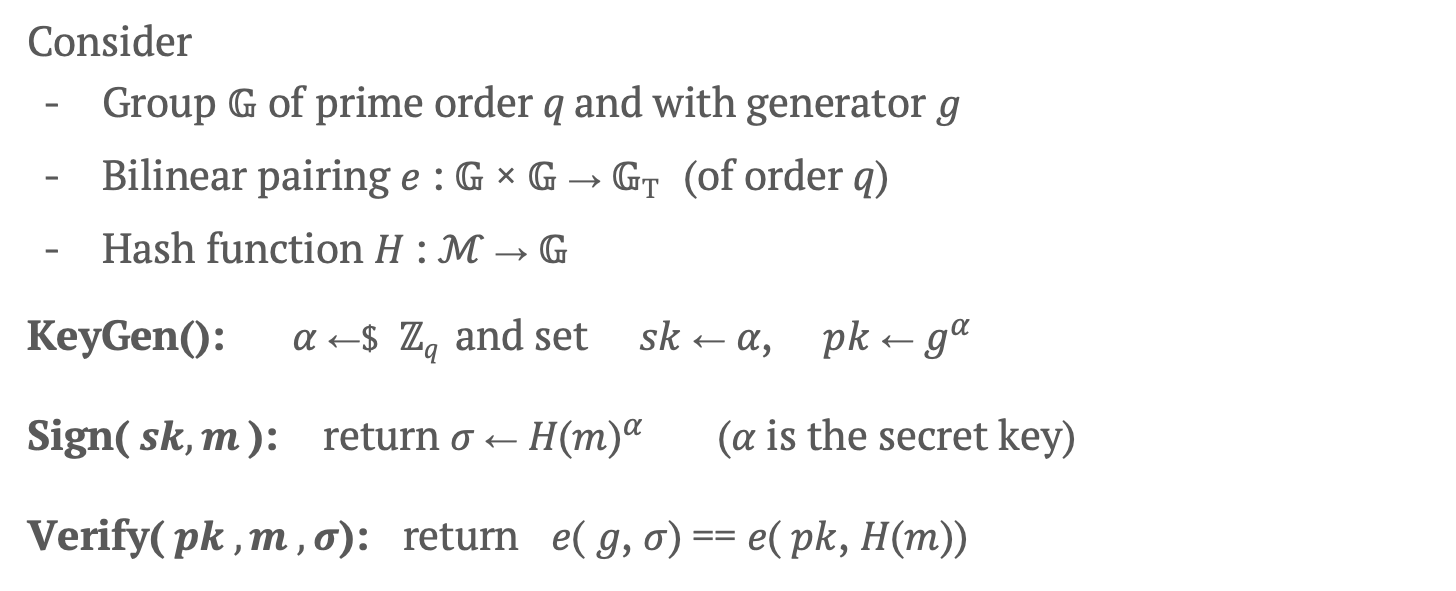 Consider
- Group 𝔾 of prime order q and with generator g
- Bilinear pairing e : 𝔾 × 𝔾 → 𝔾_T (of order q)
- Hash function H : ℳ → 𝔾
KeyGen(): α ←$ ℤ_q and set sk ← α, pk ← g^α
Sign( sk, m ): return σ ← H(m)^α (α is the secret key)
Verify( pk , m , σ): return e( g, σ) == e( pk, H(m))